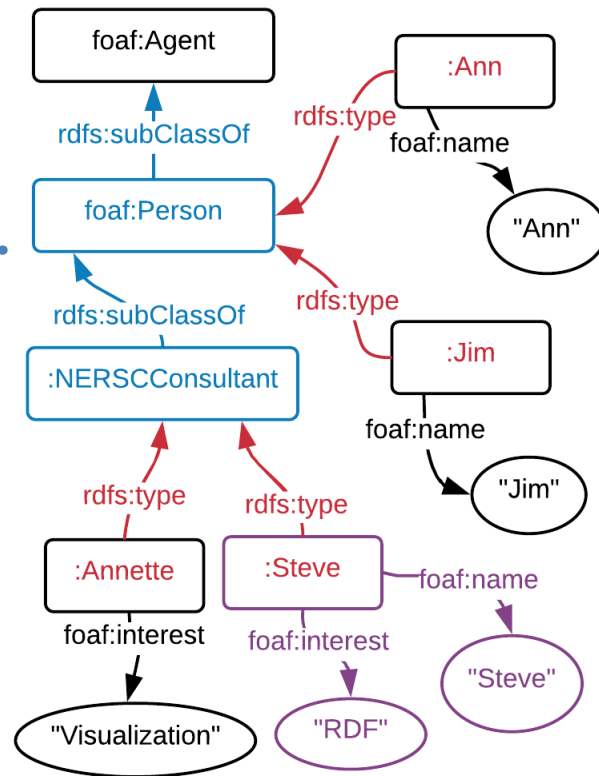 foaf:Agent
:Ann
rdfs:type
rdfs:subClassOf
foaf:name
foaf:Person
"Ann"
rdfs:type
rdfs:subClassOf
:Jim
:NERSCConsultant
foaf:name
"Jim"
rdfs:type
rdfs:type
:Annette
:Steve
foaf:name
foaf:interest
foaf:interest
"Steve"
"Visualization"
"RDF"